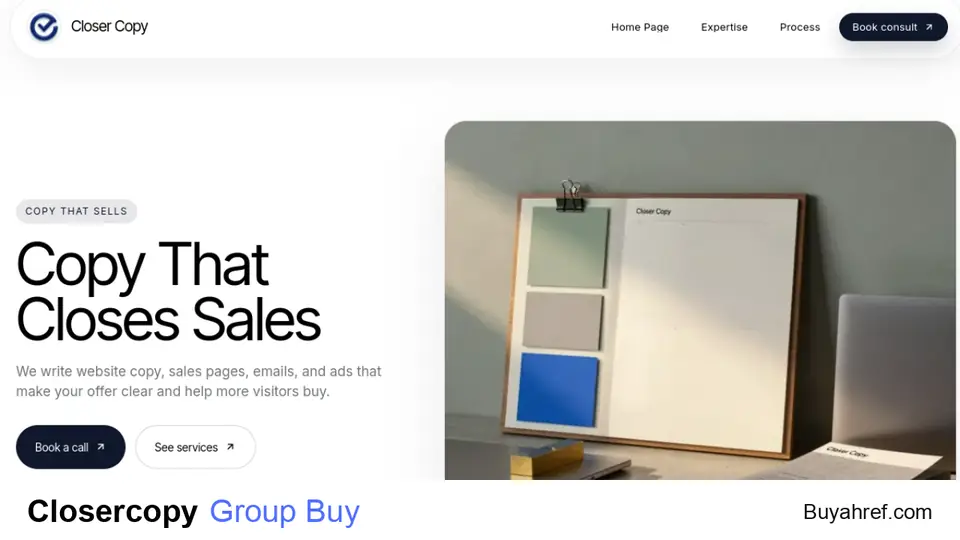 Closer Copy
Home Page
Expertise
Process
Book consult
COPY THAT SELLS
Copy That
Closes Sales
We write website copy, sales pages, emails, and ads that
make your offer clear and help more visitors buy.
Book a call
See services
Closer Copy
Closer Copy
Closercopy Group Buy
Buyahref.com